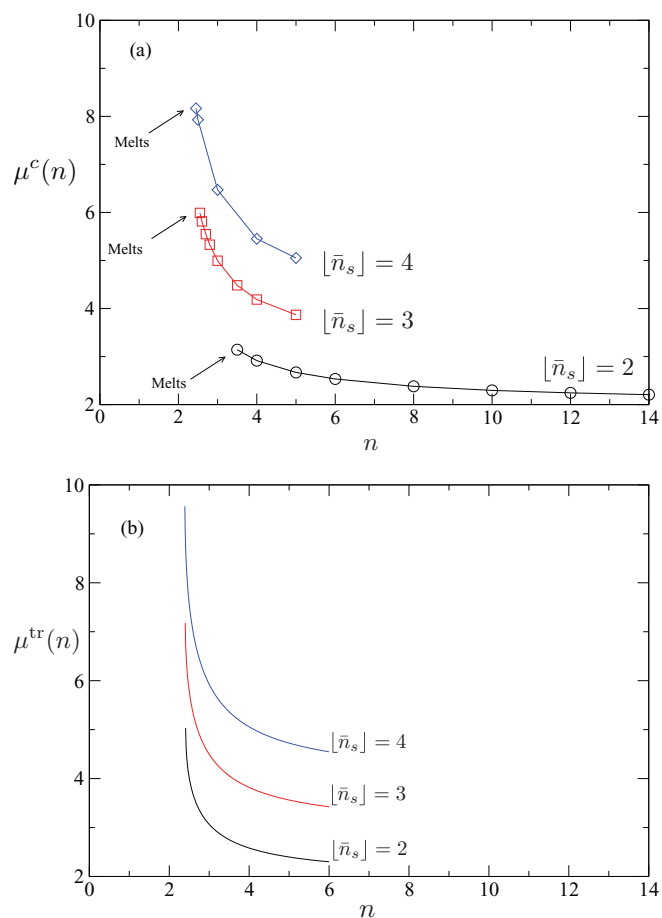 10
(a)
8
Melts
μ^c(n)
6
Melts
⌊n̄_s⌋ = 4
4
⌊n̄_s⌋ = 3
Melts
⌊n̄_s⌋ = 2
2
0 2 4 6 8 10 12 14
n
10
(b)
8
μ^tr(n)
6
⌊n̄_s⌋ = 4
4
⌊n̄_s⌋ = 3
⌊n̄_s⌋ = 2
2
0 2 4 6 8 10 12 14
n